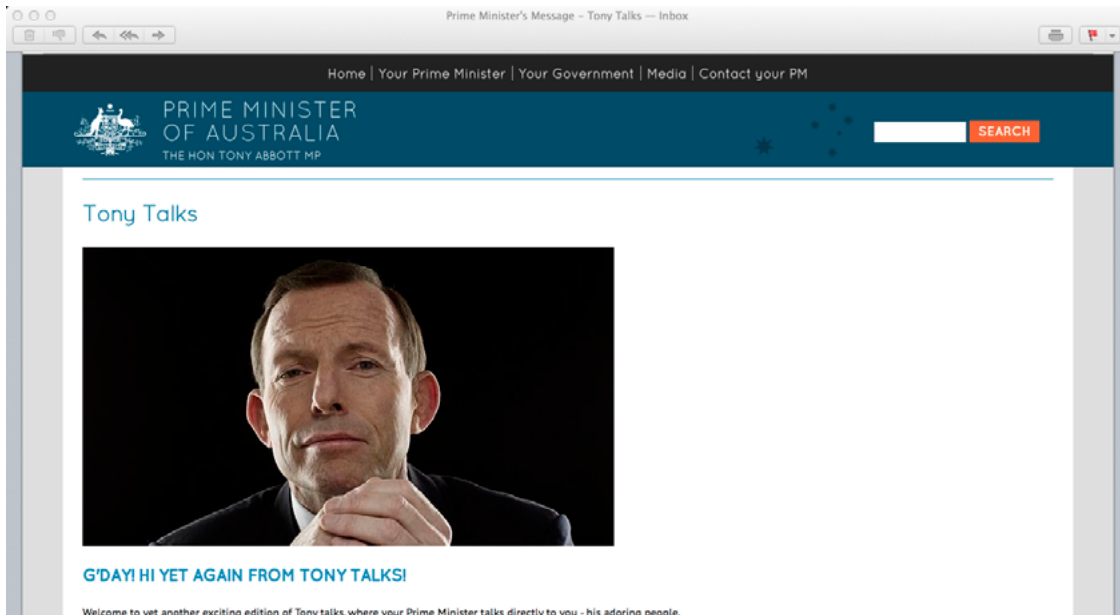 Prime Minister's Message – Tony Talks — Inbox
Home | Your Prime Minister | Your Government | Media | Contact your PM
PRIME MINISTER
OF AUSTRALIA
THE HON TONY ABBOTT MP
SEARCH
Tony Talks
G'DAY! HI YET AGAIN FROM TONY TALKS!
Welcome to yet another exciting edition of Tony talks, where your Prime Minister talks directly to you - his adoring people.